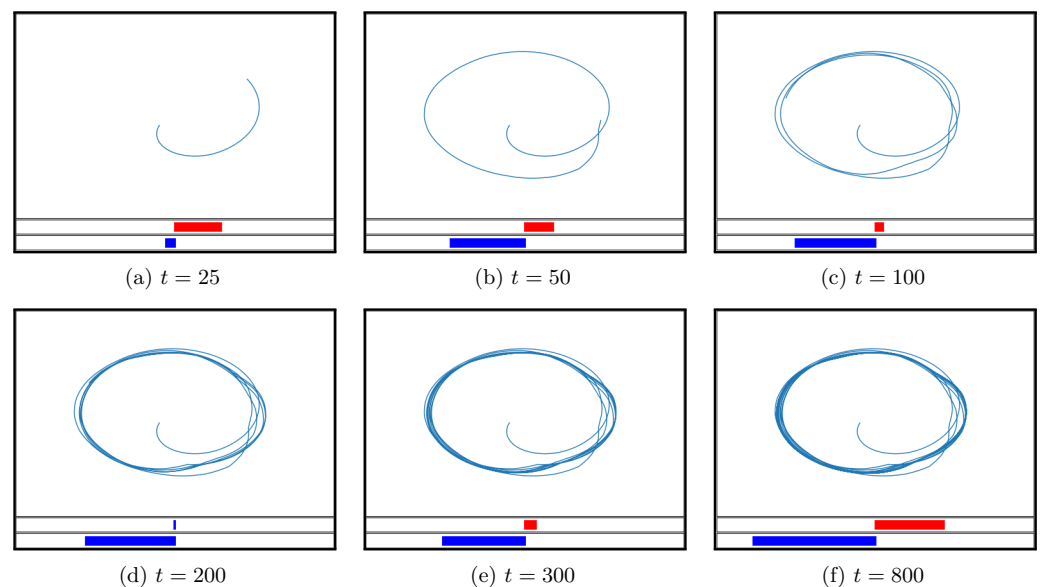 (a) t = 25
(b) t = 50
(c) t = 100
(d) t = 200
(e) t = 300
(f) t = 800